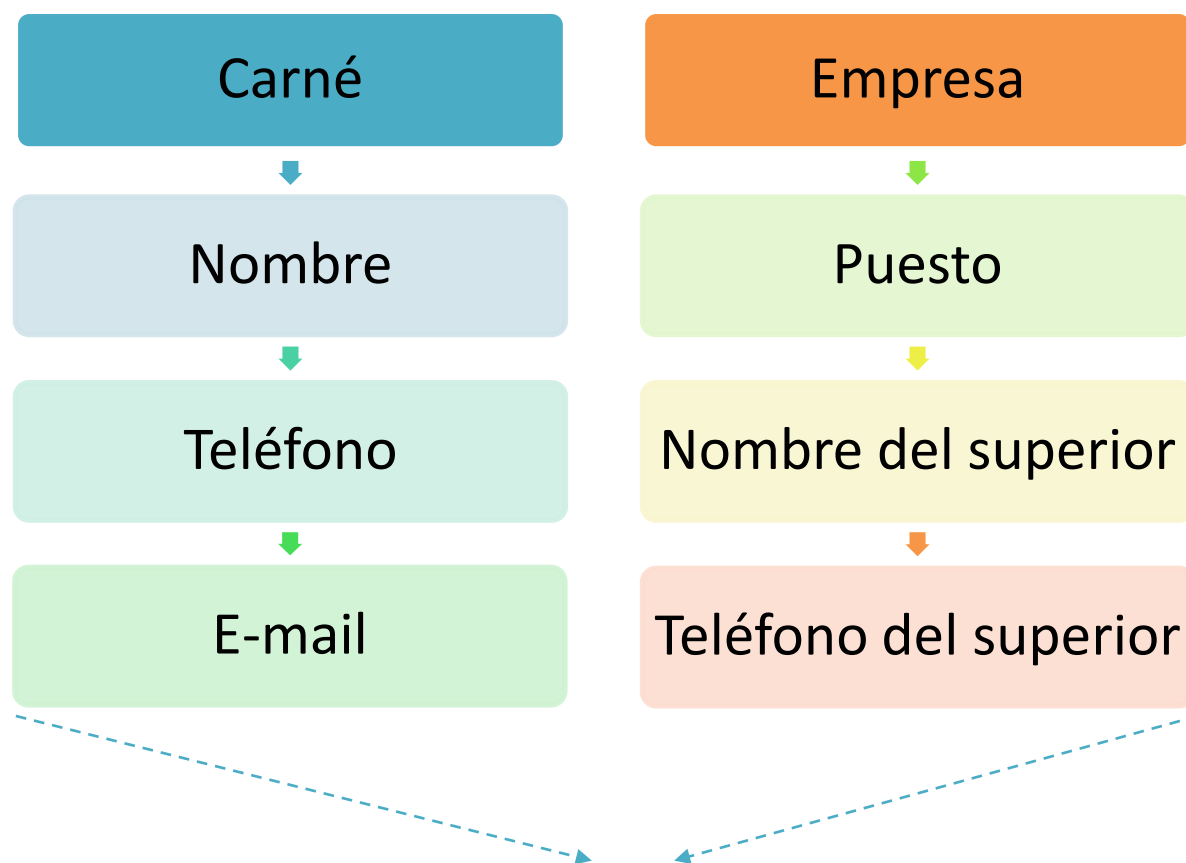 Carné
Nombre
Teléfono
E-mail
Empresa
Puesto
Nombre del superior
Teléfono del superior